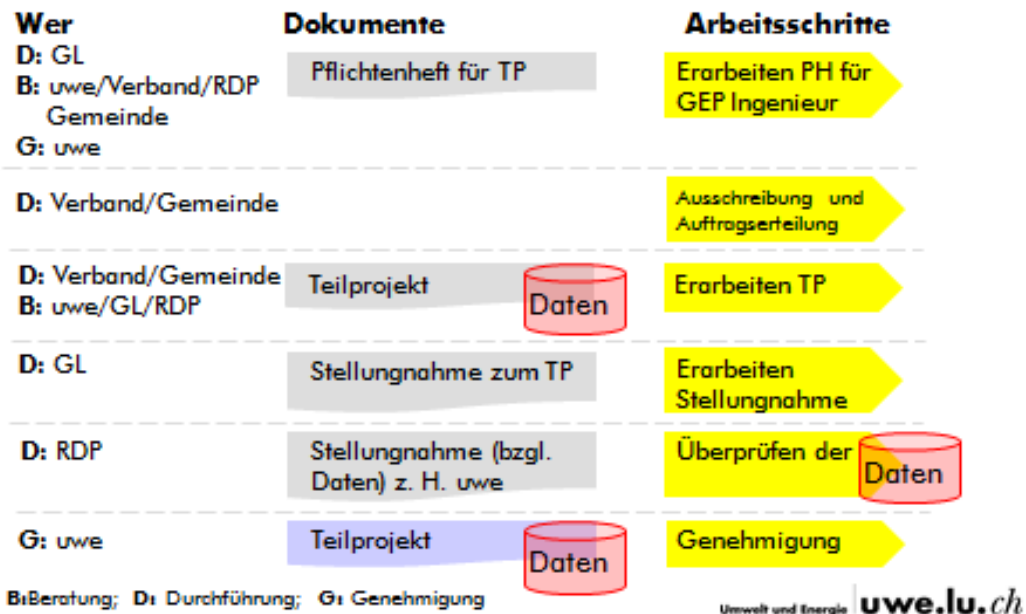 Wer Dokumente Arbeitsschritte
D: GL
B: uwe/Verband/RDP
Gemeinde
G: uwe
Pflichtenheft für TP
Erarbeiten PH für
GEP Ingenieur
D: Verband/Gemeinde
Ausschreibung und
Auftragserteilung
D: Verband/Gemeinde
B: uwe/GL/RDP
Teilprojekt
Daten
Erarbeiten TP
D: GL
Stellungnahme zum TP
Erarbeiten
Stellungnahme
D: RDP
Stellungnahme (bzgl.
Daten) z. H. uwe
Überprüfen der
Daten
G: uwe
Teilprojekt
Daten
Genehmigung
B:Beratung; D: Durchführung; G: Genehmigung
Umwelt und Energie uwe.lu.ch